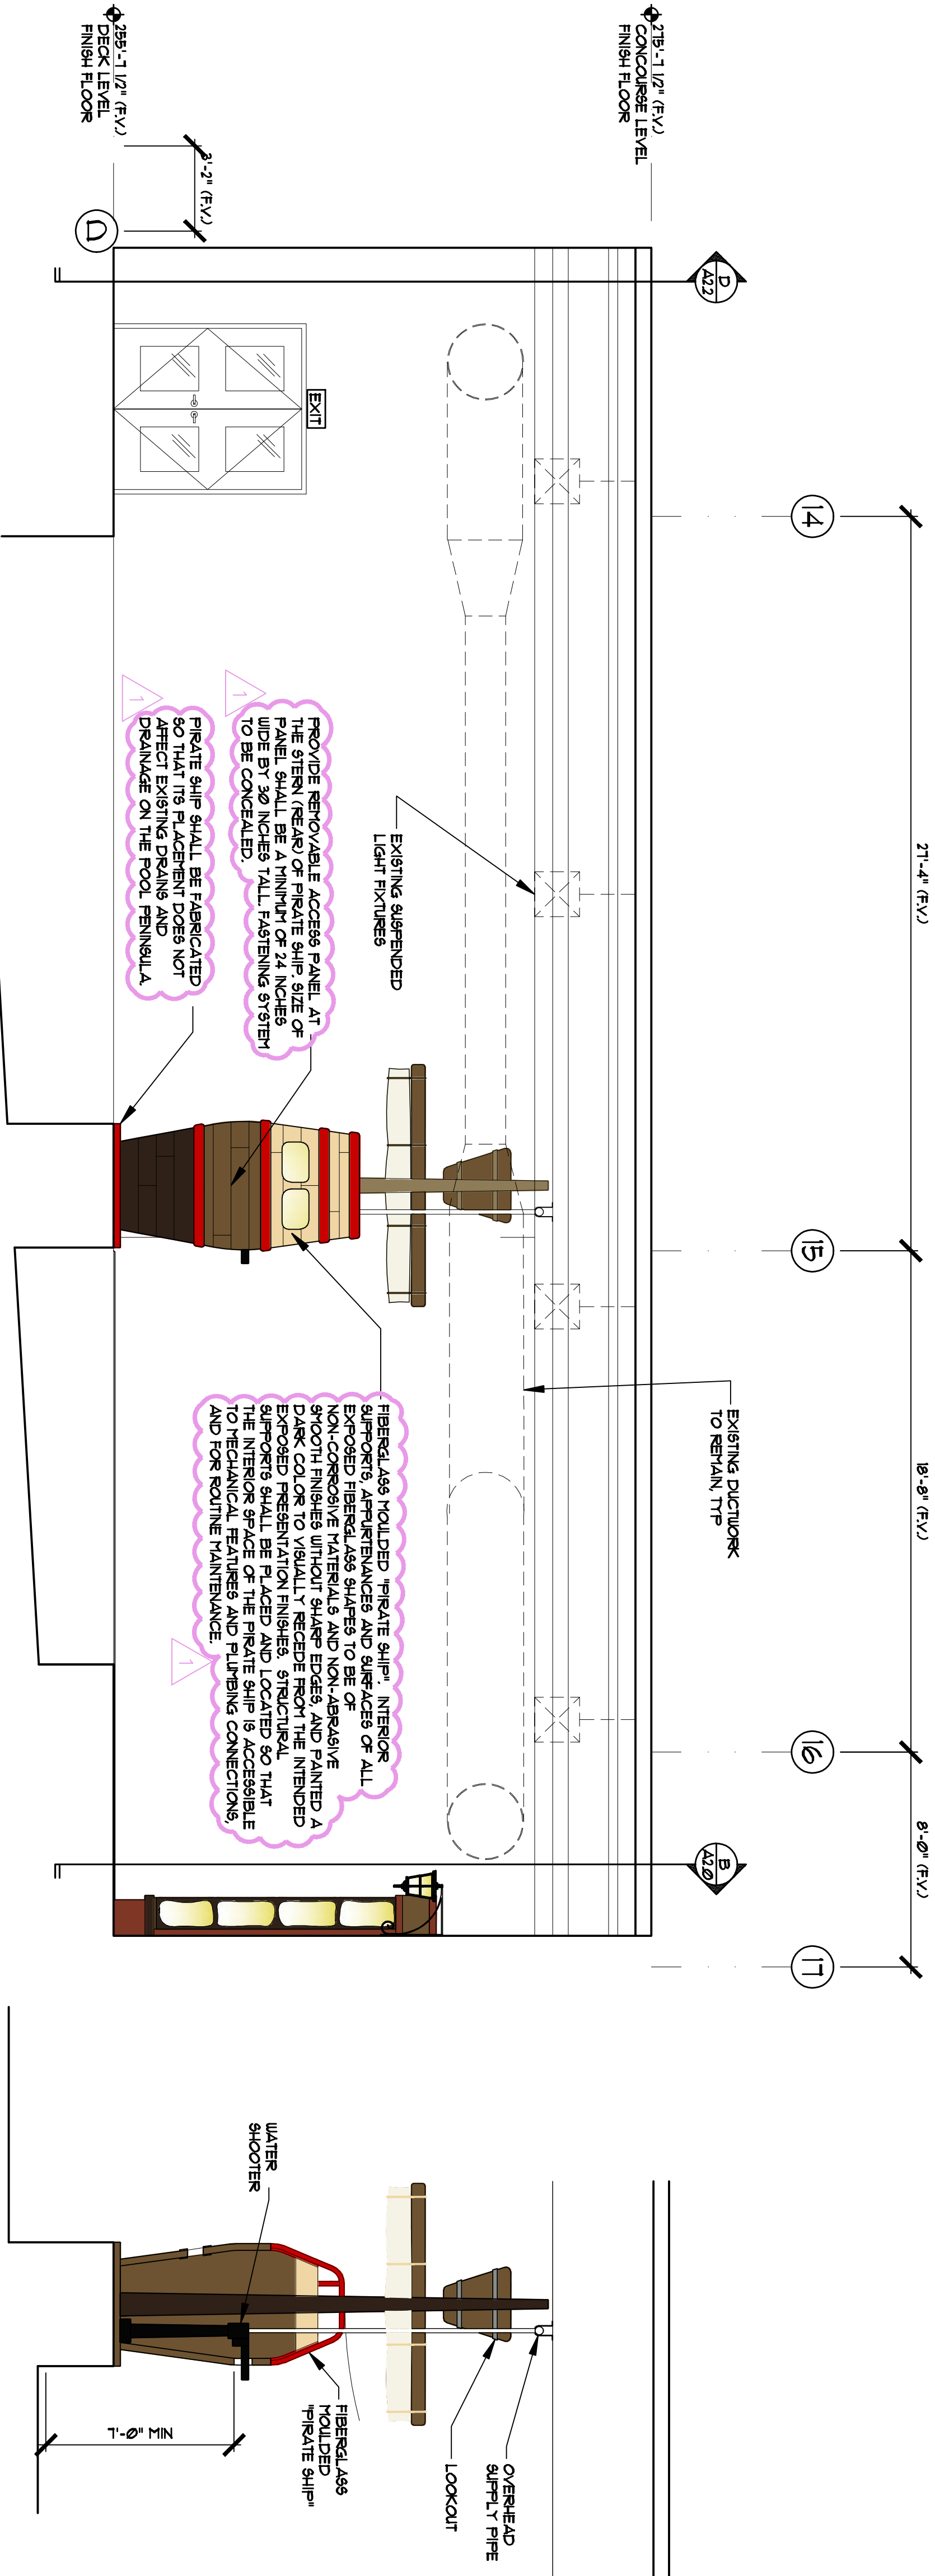 27'-4" (F.V.)
18'-8" (F.V.)
8'-0" (F.V.)
14
15
16
17
D
A2.2
B
A2.0
275'-7 1/2" (F.V.)
CONCOURSE LEVEL
FINISH FLOOR
EXISTING DUCTWORK
TO REMAIN, TYP
EXISTING SUSPENDED
LIGHT FIXTURES
EXIT
PROVIDE REMOVABLE ACCESS PANEL AT
THE STERN (REAR) OF PIRATE SHIP. SIZE OF
PANEL SHALL BE A MINIMUM OF 24 INCHES
WIDE BY 30 INCHES TALL. FASTENING SYSTEM
TO BE CONCEALED.
1
PIRATE SHIP SHALL BE FABRICATED
SO THAT ITS PLACEMENT DOES NOT
AFFECT EXISTING DRAINS AND
DRAINAGE ON THE POOL PENINSULA.
1
FIBERGLASS MOULDED "PIRATE SHIP". INTERIOR
SUPPORTS, APPURTENANCES AND SURFACES OF ALL
EXPOSED FIBERGLASS SHAPES TO BE OF
NON-CORROSIVE MATERIALS AND NON-ABRASIVE
SMOOTH FINISHES WITHOUT SHARP EDGES, AND PAINTED A
DARK COLOR TO VISUALLY RECEDE FROM THE INTENDED
EXPOSED PRESENTATION FINISHES. STRUCTURAL
SUPPORTS SHALL BE PLACED AND LOCATED SO THAT
THE INTERIOR SPACE OF THE PIRATE SHIP IS ACCESSIBLE
TO MECHANICAL FEATURES AND PLUMBING CONNECTIONS,
AND FOR ROUTINE MAINTENANCE.
1
3'-2" (F.V.)
255'-7 1/2" (F.V.)
DECK LEVEL
FINISH FLOOR
D
OVERHEAD
SUPPLY PIPE
LOOKOUT
FIBERGLASS
MOULDED
"PIRATE SHIP"
WATER
SHOOTER
7'-0" MIN